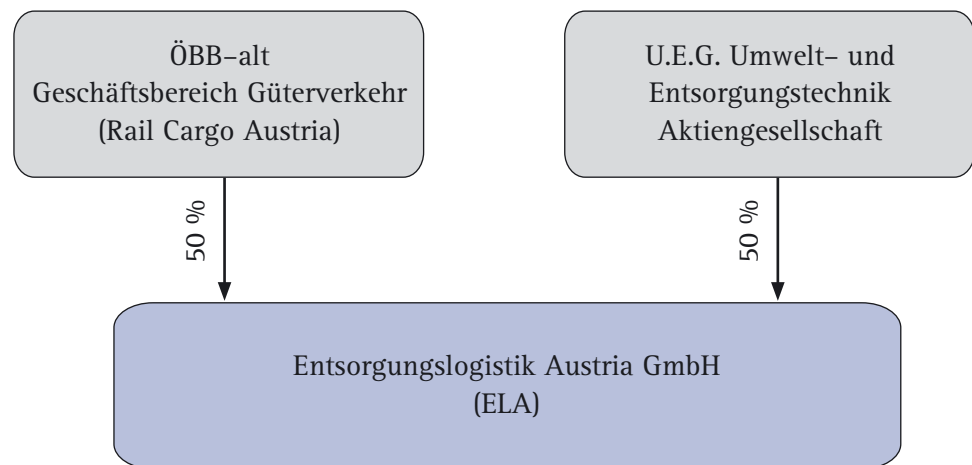 ÖBB-alt
Geschäftsbereich Güterverkehr
(Rail Cargo Austria)
U.E.G. Umwelt- und
Entsorgungstechnik
Aktiengesellschaft
50 %
50 %
Entsorgungslogistik Austria GmbH
(ELA)